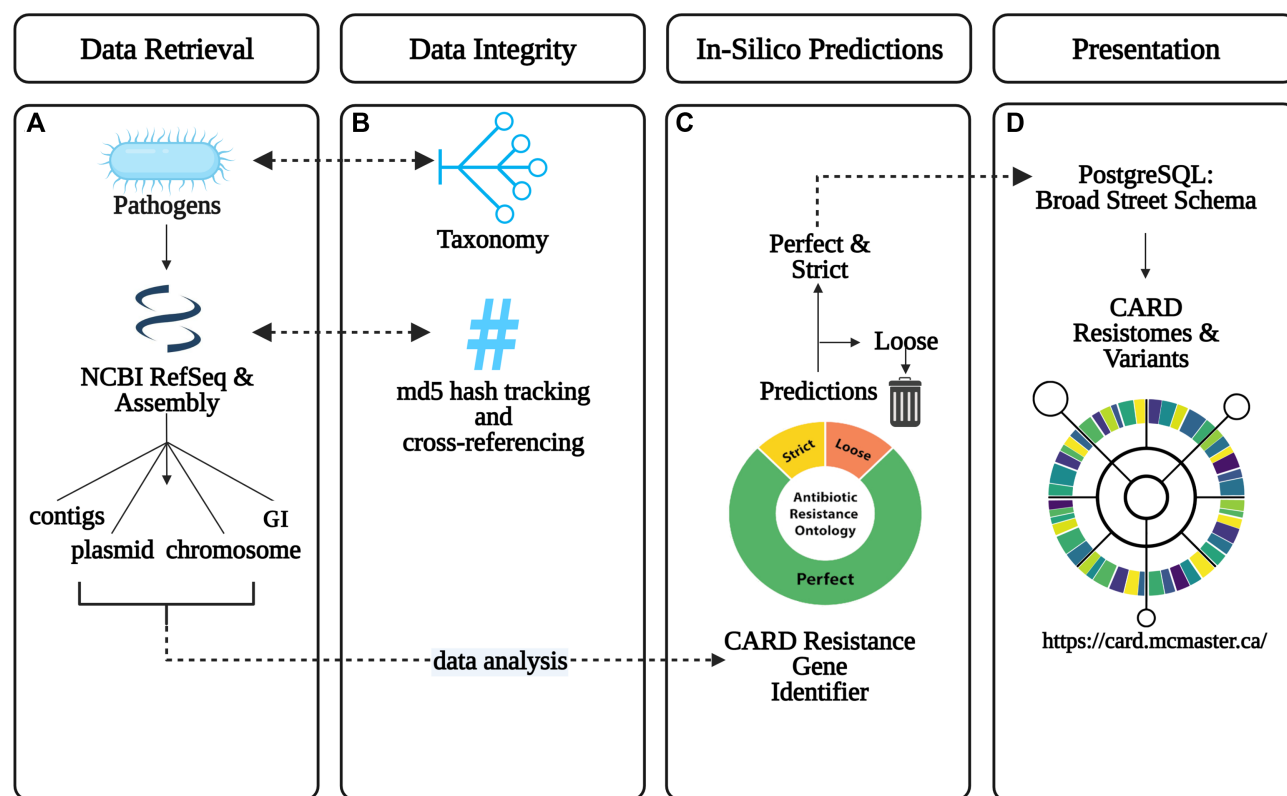 Data Retrieval
Data Integrity
In-Silico Predictions
Presentation
A
Pathogens
NCBI RefSeq &
Assembly
contigs
GI
plasmid
chromosome
B
Taxonomy
#
md5 hash tracking
and
cross-referencing
data analysis
C
Perfect &
Strict
Loose
Predictions
Strict
Loose
Antibiotic
Resistance
Ontology
Perfect
CARD Resistance
Gene
Identifier
D
PostgreSQL:
Broad Street Schema
CARD
Resistomes &
Variants
https://card.mcmaster.ca/